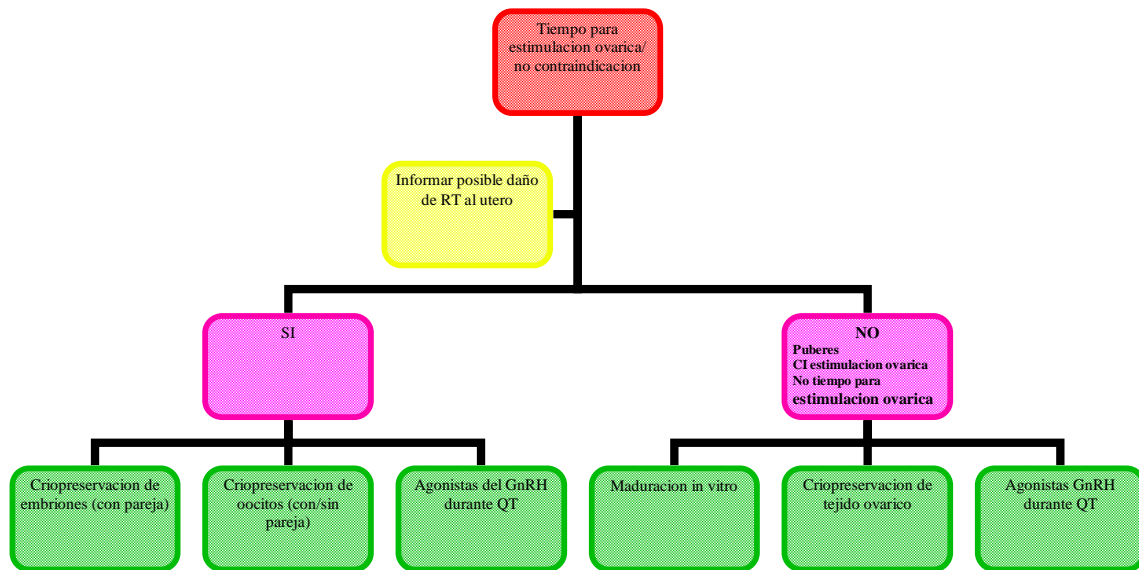 Tiempo para
estimulacion ovarica/
no contraindicacion
Informar posible daño
de RT al utero
SI
NO
Puberes
CI estimulacion ovarica
No tiempo para
estimulacion ovarica
Criopreservacion de
embriones (con pareja)
Criopreservacion de
oocitos (con/sin
pareja)
Agonistas del GnRH
durante QT
Maduracion in vitro
Criopreservacion de
tejido ovarico
Agonistas GnRH
durante QT